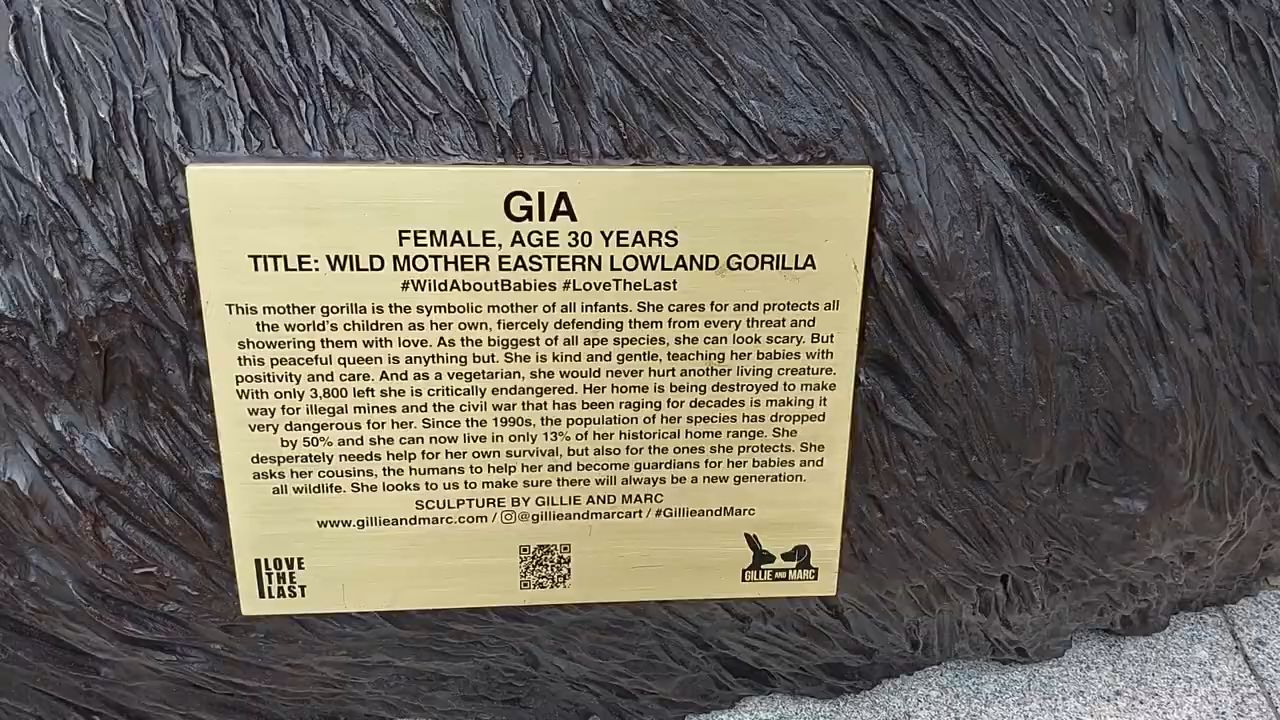 GIA
FEMALE, AGE 30 YEARS
TITLE: WILD MOTHER EASTERN LOWLAND GORILLA
#WildAboutBabies #LoveTheLast
This mother gorilla is the symbolic mother of all infants. She cares for and protects all
the world's children as her own, fiercely defending them from every threat and
showering them with love. As the biggest of all ape species, she can look scary. But
this peaceful queen is anything but. She is kind and gentle, teaching her babies with
positivity and care. And as a vegetarian, she would never hurt another living creature.
With only 3,800 left she is critically endangered. Her home is being destroyed to make
way for illegal mines and the civil war that has been raging for decades is making it
very dangerous for her. Since the 1990s, the population of her species has dropped
by 50% and she can now live in only 13% of her historical home range. She
desperately needs help for her own survival, but also for the ones she protects. She
asks her cousins, the humans to help her and become guardians for her babies and
all wildlife. She looks to us to make sure there will always be a new generation.
SCULPTURE BY GILLIE AND MARC
www.gillieandmarc.com / @gillieandmarcart / #GillieandMarc
LOVE
THE
LAST
GILLIE AND MARC